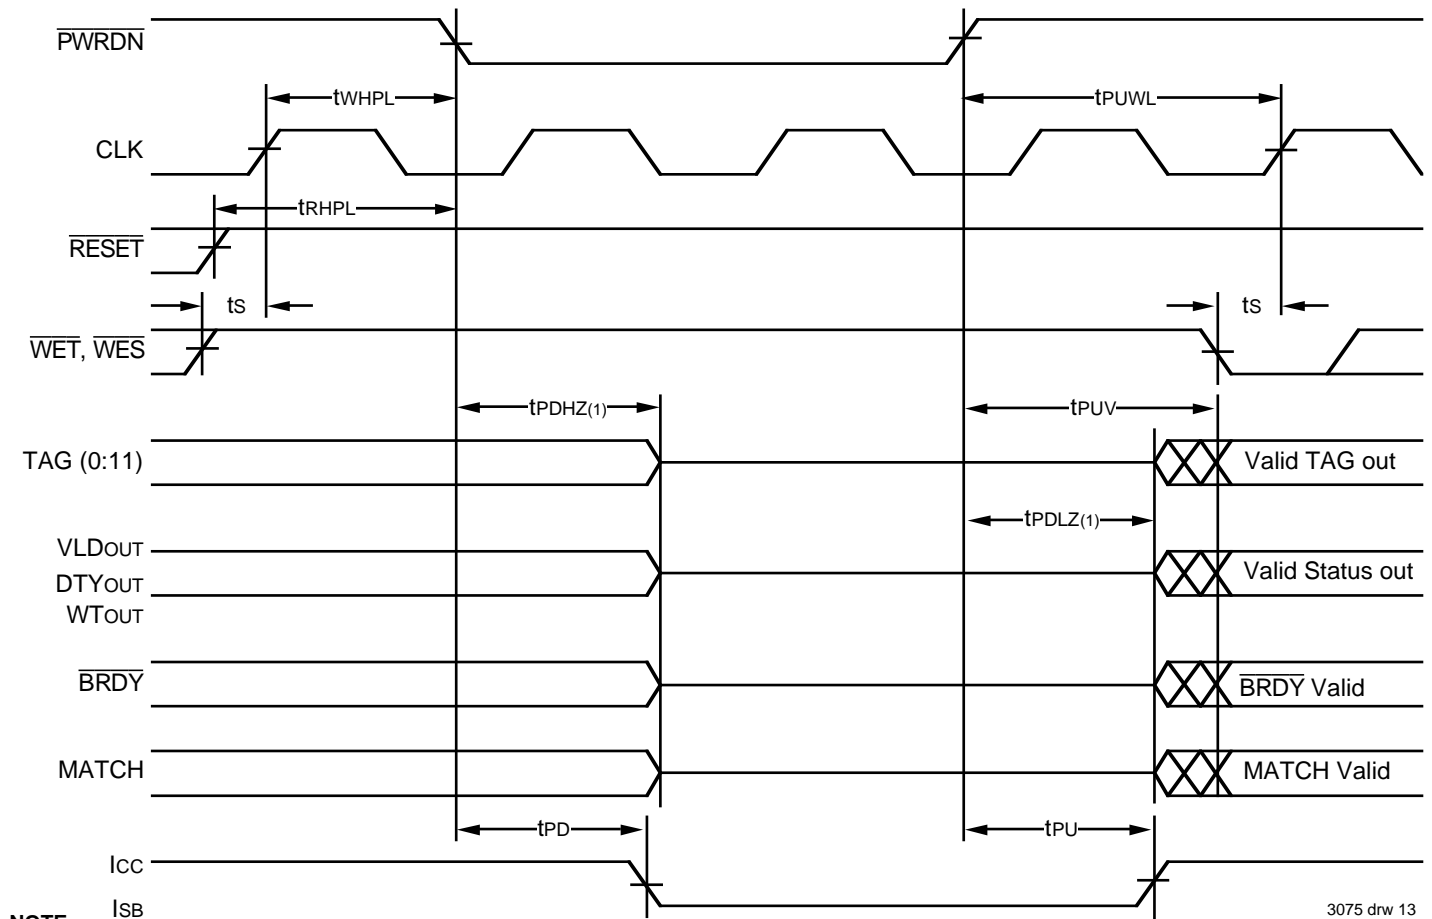 PWRDN
tWHPL
tPUWL
CLK
tRHPL
RESET
tS
tS
WET, WES
tPDHZ(1)
tPUV
TAG (0:11)
Valid TAG out
tPDLZ(1)
VLDOUT
DTYOUT
Valid Status out
WTOUT
BRDY
BRDY Valid
MATCH
MATCH Valid
tPD
tPU
ICC
ISB
3075 drw 13